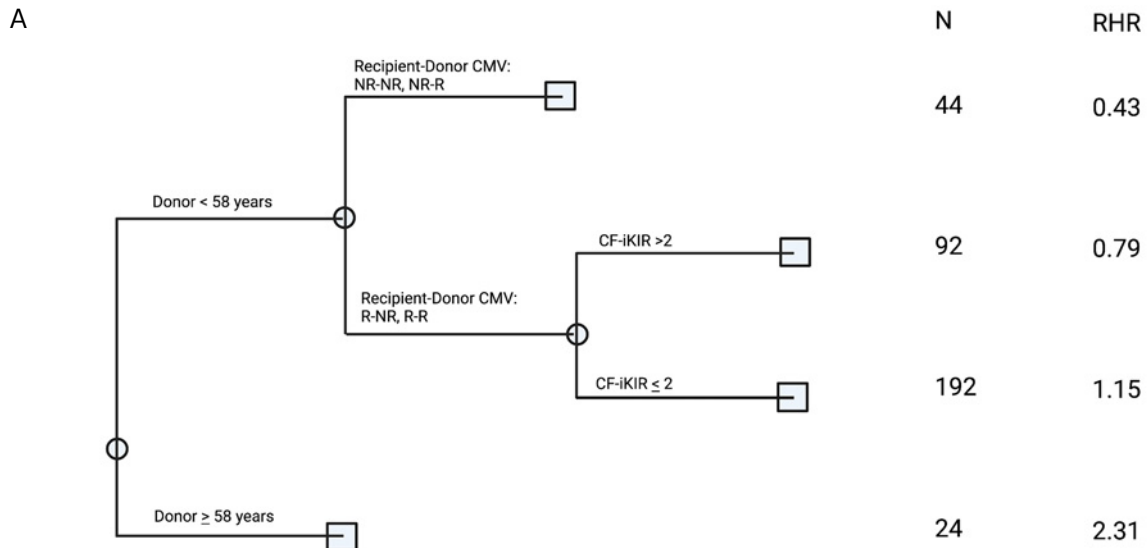 A
N RHR
Recipient-Donor CMV:
NR-NR, NR-R
44 0.43
Donor < 58 years
CF-iKIR >2
92 0.79
Recipient-Donor CMV:
R-NR, R-R
CF-iKIR ≤ 2
192 1.15
Donor ≥ 58 years
24 2.31